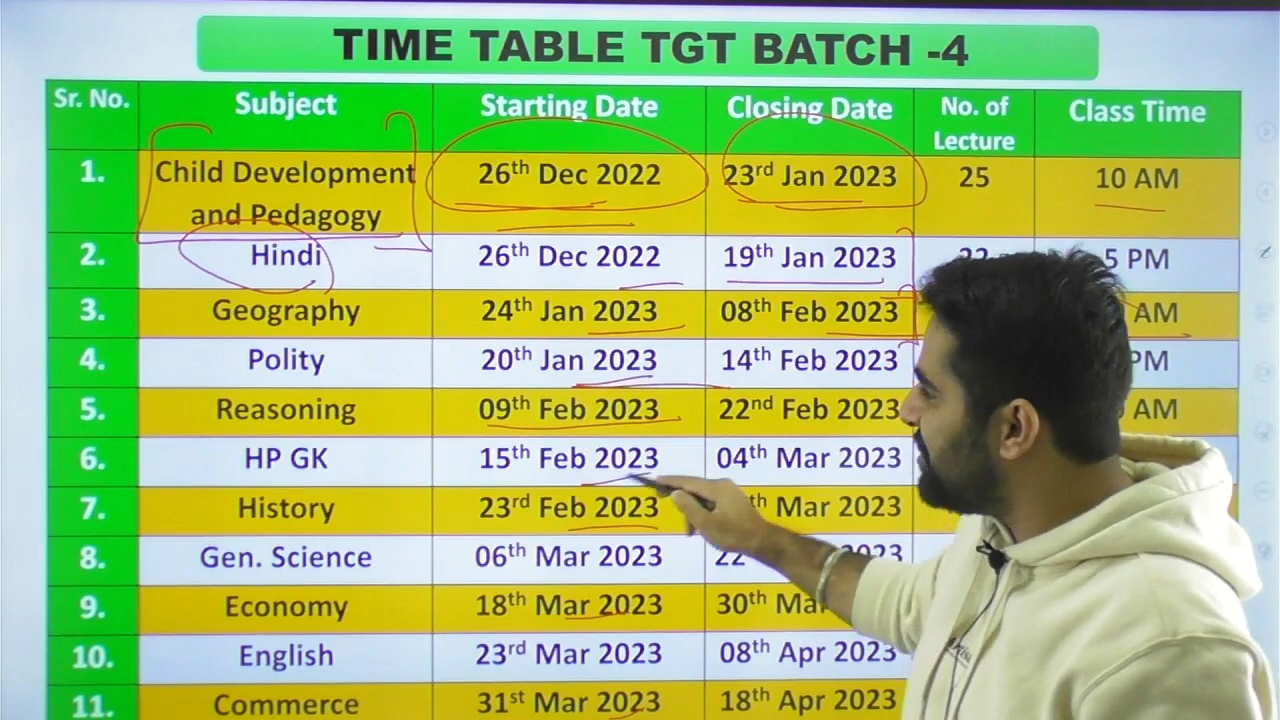 TIME TABLE TGT BATCH -4
Sr. No. Subject Starting Date Closing Date No. of Lecture Class Time
1. Child Development and Pedagogy 26th Dec 2022 23rd Jan 2023 25 10 AM
2. Hindi 26th Dec 2022 19th Jan 2023 5 PM
3. Geography 24th Jan 2023 08th Feb 2023 AM
4. Polity 20th Jan 2023 14th Feb 2023 PM
5. Reasoning 09th Feb 2023 22nd Feb 2023 AM
6. HP GK 15th Feb 2023 04th Mar 2023
7. History 23rd Feb 2023 th Mar 2023
8. Gen. Science 06th Mar 2023 22 2023
9. Economy 18th Mar 2023 30th Mar
10. English 23rd Mar 2023 08th Apr 2023
11. Commerce 31st Mar 2023 18th Apr 2023